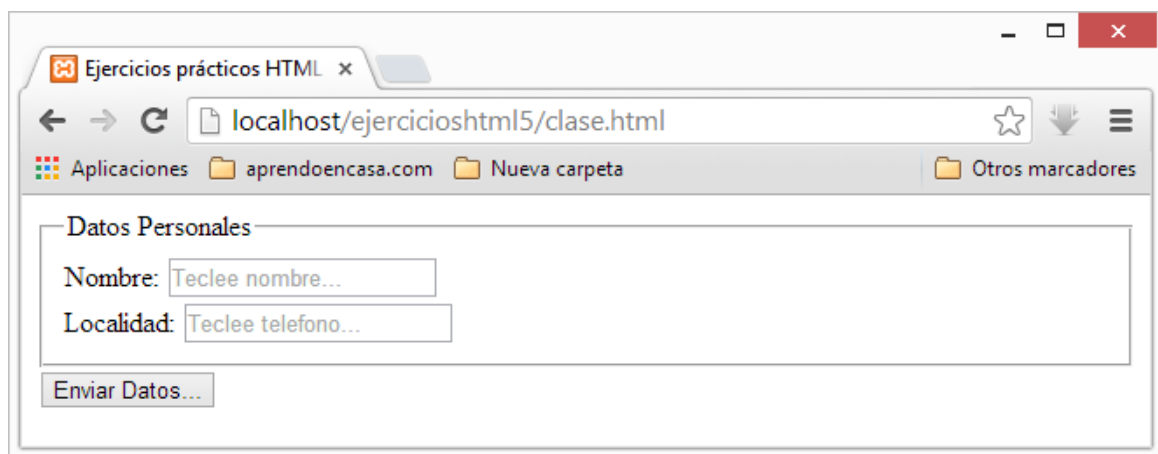 Ejercicios prácticos HTML
localhost/ejercicioshtml5/clase.html
Aplicaciones aprendoencasa.com Nueva carpeta Otros marcadores
Datos Personales
Nombre: Teclee nombre...
Localidad: Teclee telefono...
Enviar Datos...